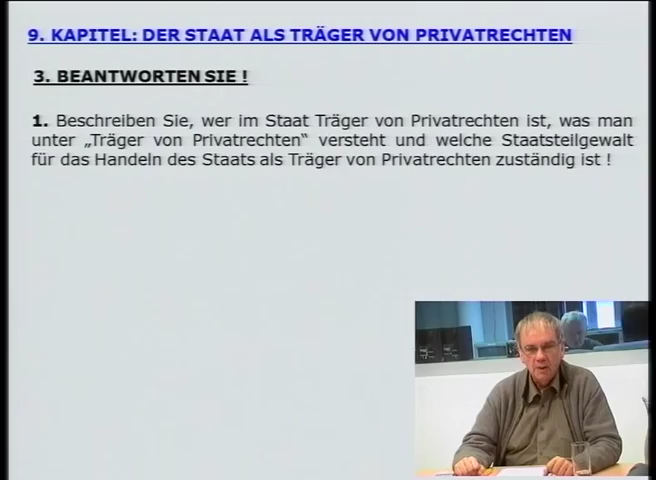 9. KAPITEL: DER STAAT ALS TRÄGER VON PRIVATRECHTEN
3. BEANTWORTEN SIE !
1. Beschreiben Sie, wer im Staat Träger von Privatrechten ist, was man
unter „Träger von Privatrechten“ versteht und welche Staatsteilgewalt
für das Handeln des Staats als Träger von Privatrechten zuständig ist !